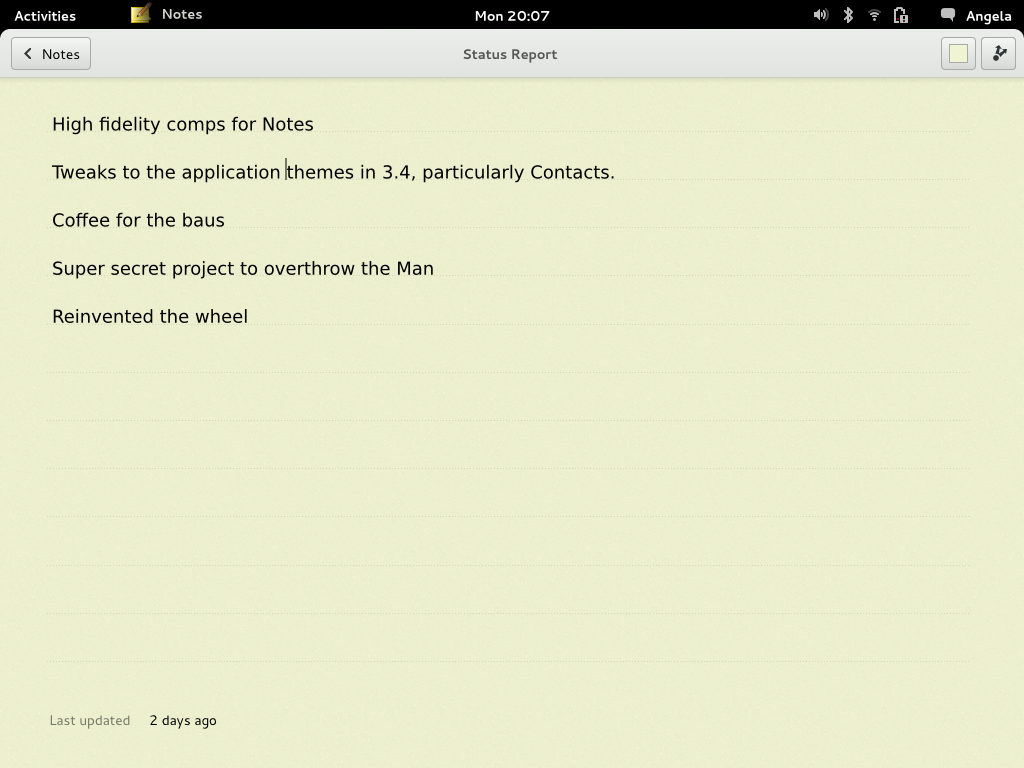 Activities Notes Mon 20:07 Angela
Notes Status Report
High fidelity comps for Notes
Tweaks to the application themes in 3.4, particularly Contacts.
Coffee for the baus
Super secret project to overthrow the Man
Reinvented the wheel
Last updated 2 days ago